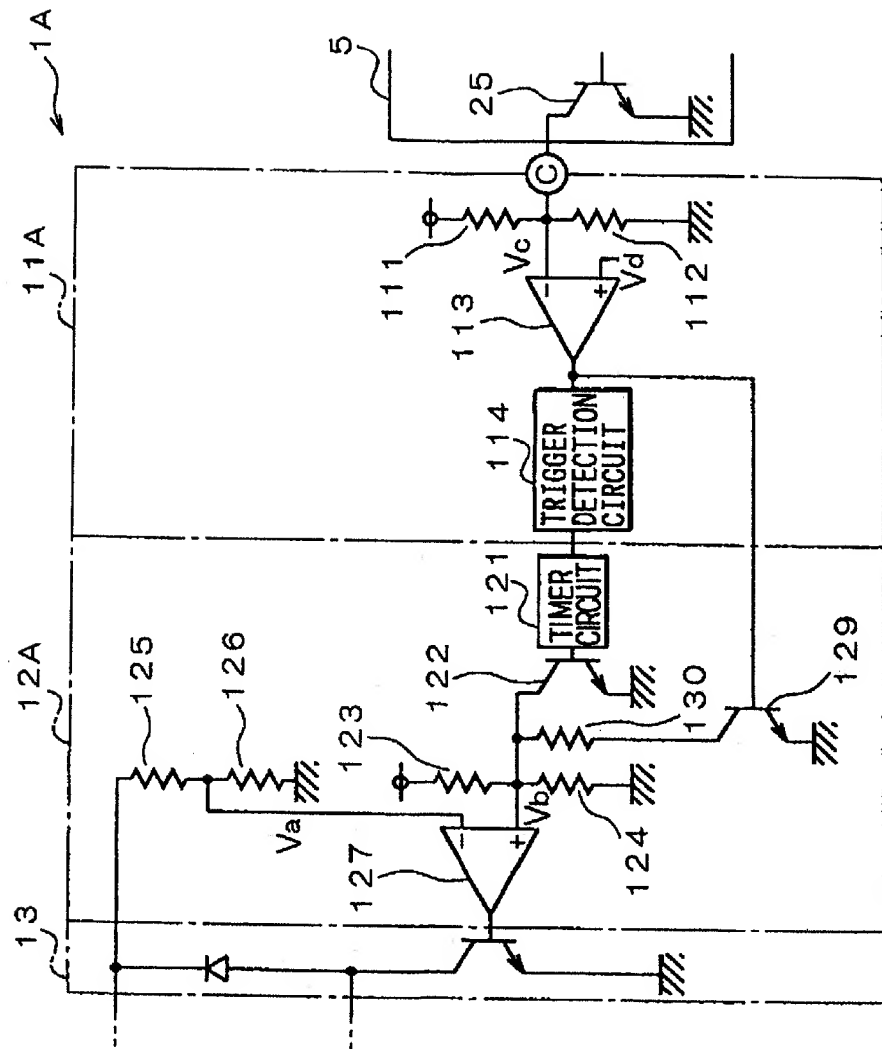 1A
13
12A
11A
5
125
126
Va
123
127
Vb
124
122
130
129
121
TIMER
CIRCUIT
114
TRIGGER
DETECTION
CIRCUIT
113
111
Vc
Vd
112
C
25
-
+
-
+